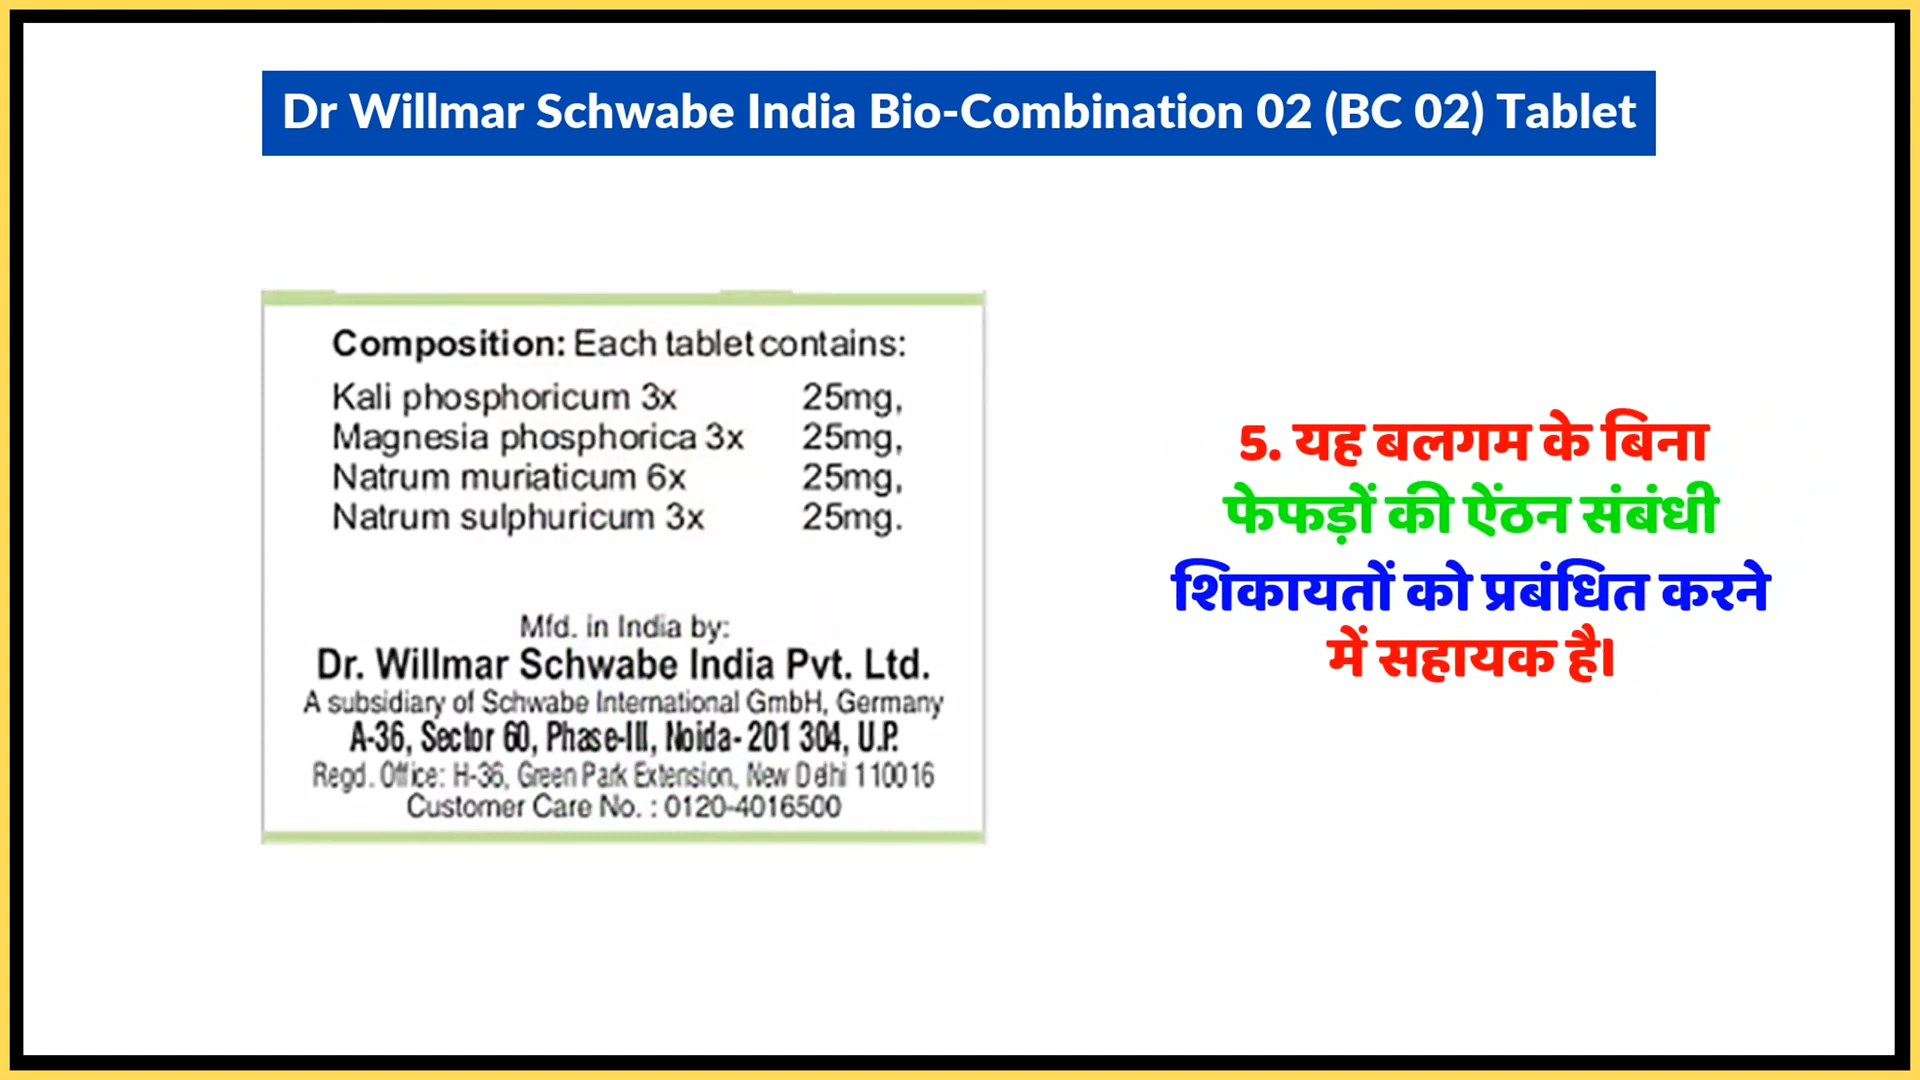 Dr Willmar Schwabe India Bio-Combination 02 (BC 02) Tablet
Composition: Each tablet contains:
Kali phosphoricum 3x 25mg,
Magnesia phosphorica 3x 25mg,
Natrum muriaticum 6x 25mg,
Natrum sulphuricum 3x 25mg.
Mfd. in India by:
Dr. Willmar Schwabe India Pvt. Ltd.
A subsidiary of Schwabe International GmbH, Germany
A-36, Sector 60, Phase-III, Noida- 201 304, U.P.
Regd. Office: H-36, Green Park Extension, New Delhi 110016
Customer Care No. : 0120-4016500
5. यह बलगम के बिना
फेफड़ों की ऐंठन संबंधी
शिकायतों को प्रबंधित करने
में सहायक है।